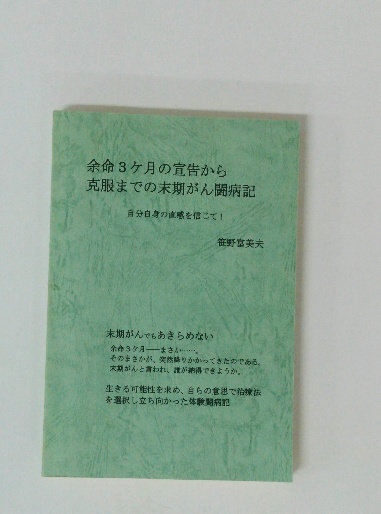 余命3ケ月の宣告から
克服までの末期がん闘病記
自分自身の直感を信じて!
笹野富美夫
末期がんでもあきらめない
余命3ケ月――まさか……。
そのまさかが、突然降りかかってきたのである。
末期がんと言われ、誰が納得できようか。
生きる可能性を求め、自らの意思で治療法
を選択し立ち向かった体験闘病記